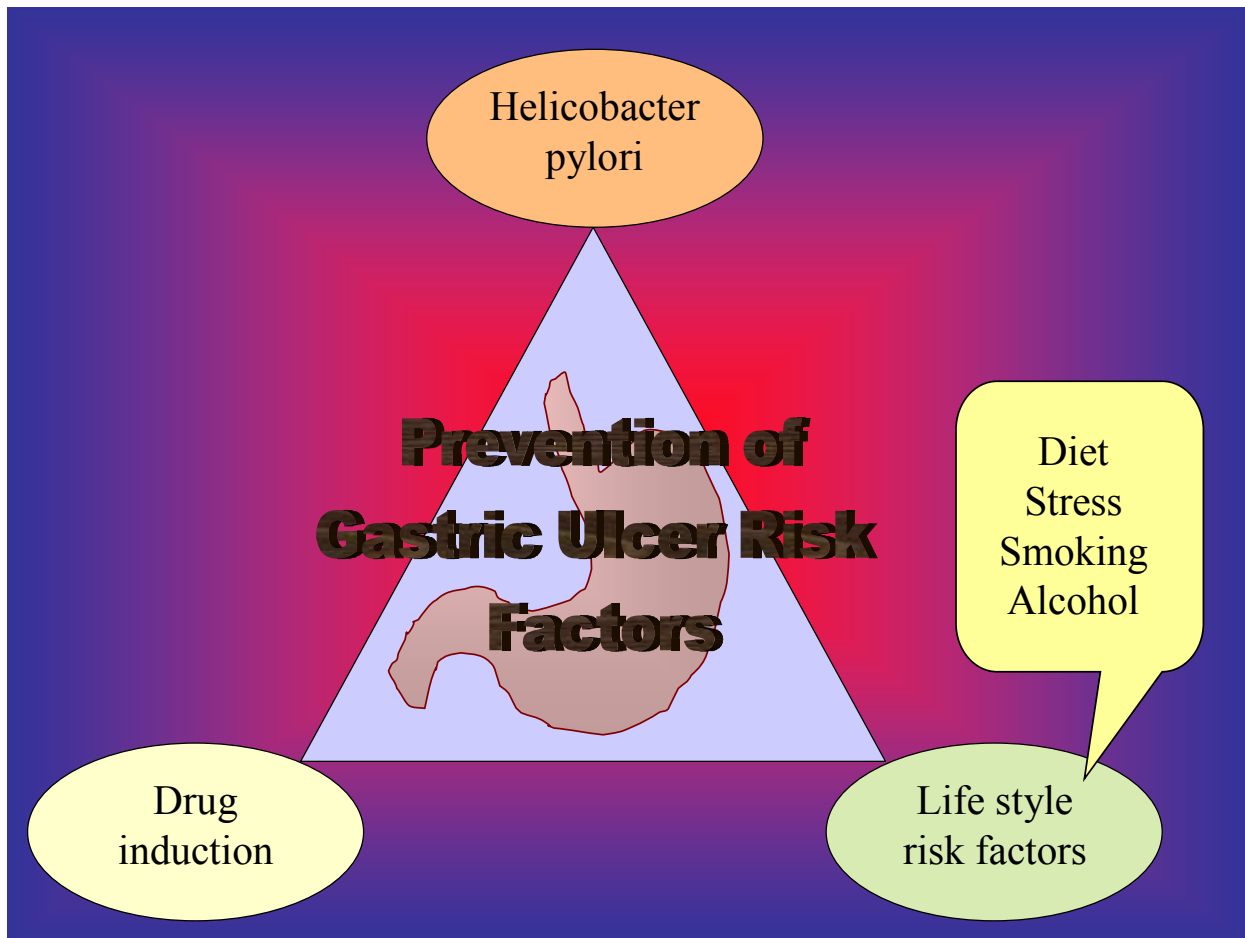 Helicobacter
pylori
Prevention of
Gastric Ulcer Risk
Factors
Diet
Stress
Smoking
Alcohol
Drug
induction
Life style
risk factors